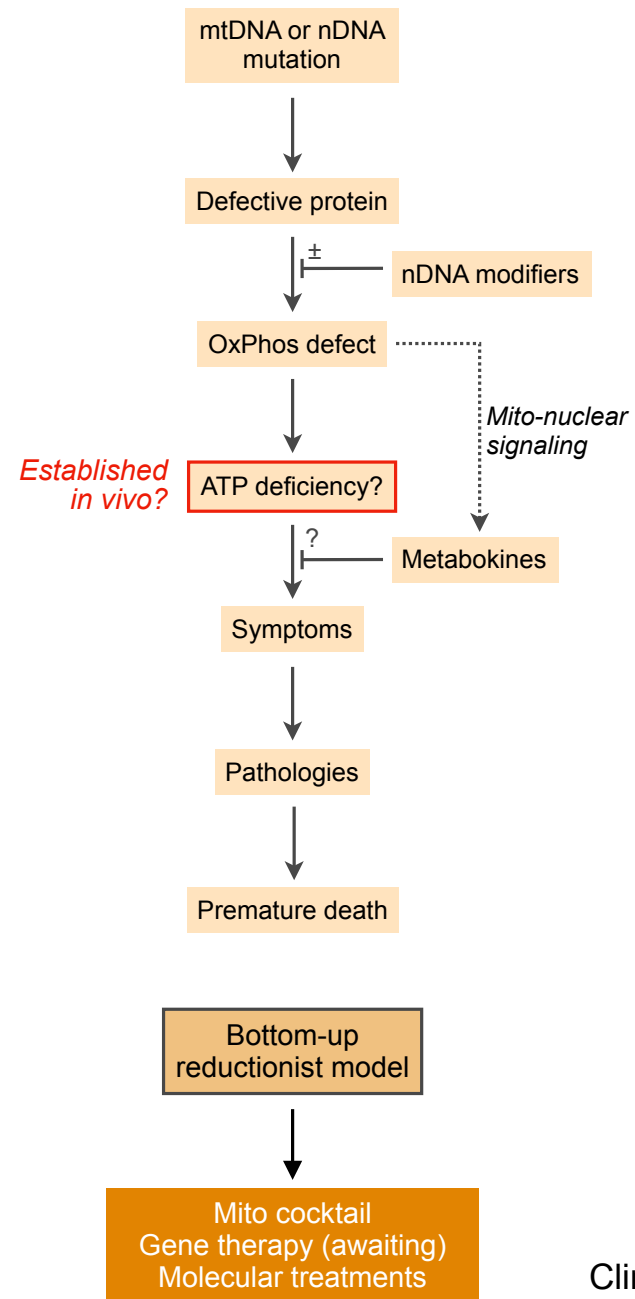 mtDNA or nDNA
mutation
Defective protein
±
nDNA modifiers
OxPhos defect
Mito-nuclear
signaling
Established
in vivo?
ATP deficiency?
?
Metabokines
Symptoms
Pathologies
Premature death
Bottom-up
reductionist model
Mito cocktail
Gene therapy (awaiting)
Molecular treatments